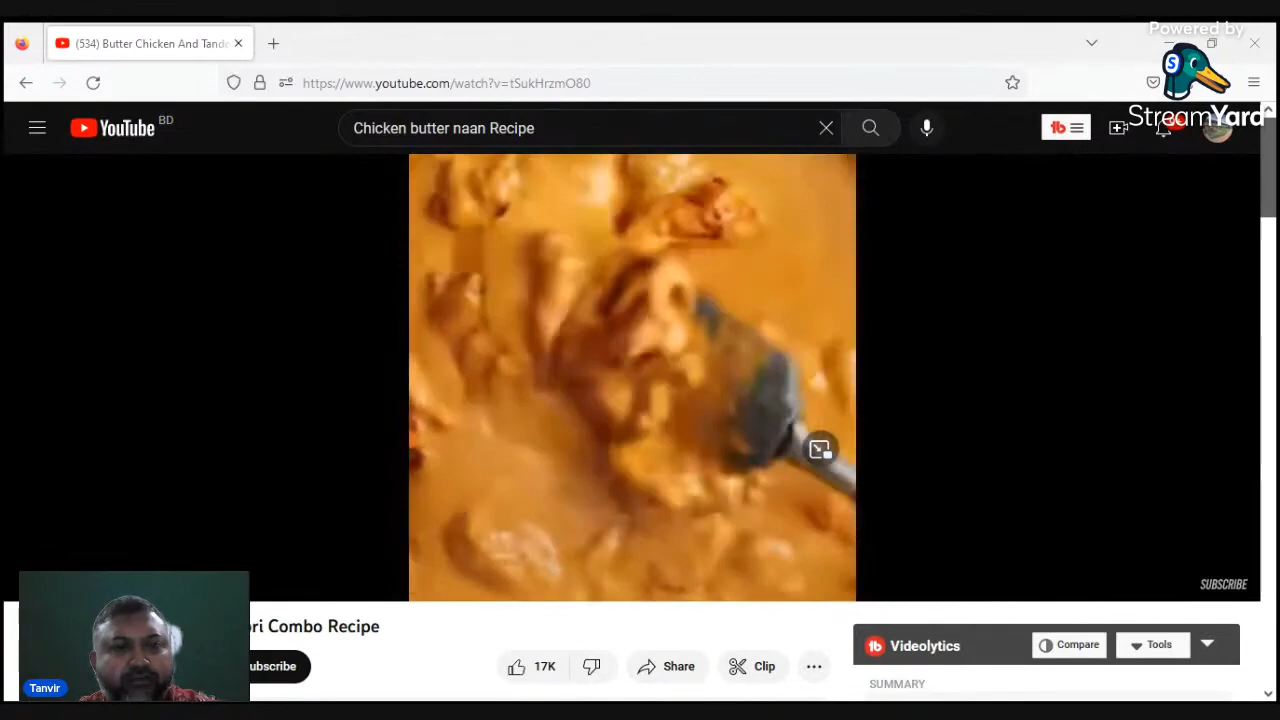 Powered by
StreamYard
(534) Butter Chicken And Tando
https://www.youtube.com/watch?v=tSukHrzmO80
YouTube BD
Chicken butter naan Recipe
SUBSCRIBE
ri Combo Recipe
ubscribe
17K
Share
Clip
Videolytics
Compare
Tools
SUMMARY
Tanvir